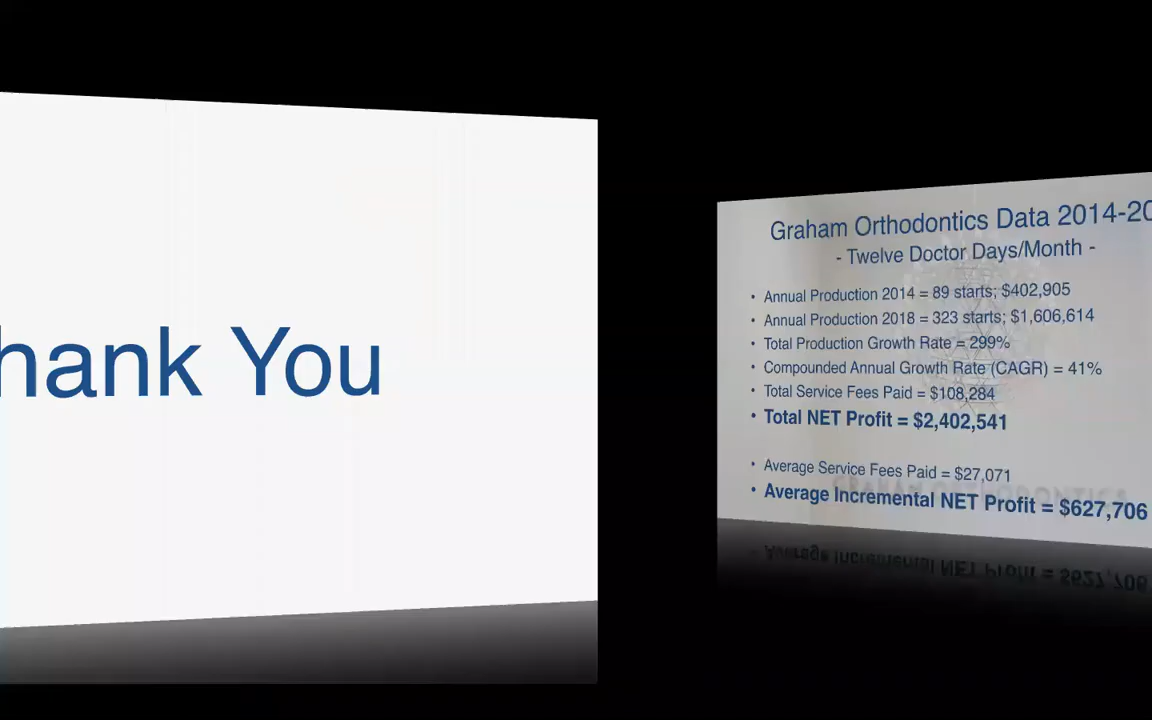 hank You
Graham Orthodontics Data 2014-20
- Twelve Doctor Days/Month -
• Annual Production 2014 = 89 starts; $402,905
• Annual Production 2018 = 323 starts; $1,606,614
• Total Production Growth Rate = 299%
• Compounded Annual Growth Rate (CAGR) = 41%
• Total Service Fees Paid = $108,284
• Total NET Profit = $2,402,541
• Average Service Fees Paid = $27,071
• Average Incremental NET Profit = $627,706
GRAHAM ORTHODONTICS